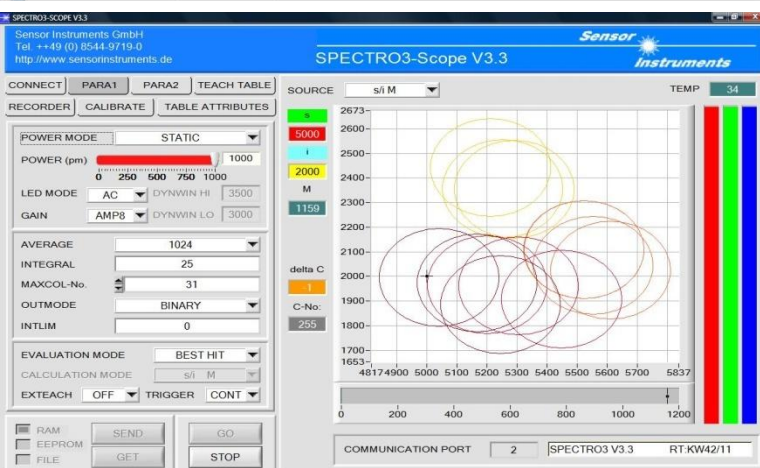 SPECTRO3-SCOPE V3.3
Sensor Instruments GmbH
Tel. ++49 (0) 8544-9719-0
http://www.sensorinstruments.de
SPECTRO3-Scope V3.3
Sensor
Instruments
CONNECT PARA1 PARA2 TEACH TABLE
RECORDER CALIBRATE TABLE ATTRIBUTES
POWER MODE STATIC
POWER (pm) 1000
0 250 500 750 1000
LED MODE AC DYNWIN HI 3500
GAIN AMP8 DYNWIN LO 3000
AVERAGE 1024
INTEGRAL 25
MAXCOL-No. 31
OUTMODE BINARY
INTLIM 0
EVALUATION MODE BEST HIT
CALCULATION MODE s/i M
EXTEACH OFF TRIGGER CONT
RAM
EEPROM
FILE
SEND GO
GET STOP
SOURCE s/i M TEMP 34
s
5000
i
2000
M
1159
delta C
-1
C-No:
255
2673
2600
2500
2400
2300
2200
2100
2000
1900
1800
1700
1653
4817 4900 5000 5100 5200 5300 5400 5500 5600 5700 5837
0 200 400 600 800 1000 1200
COMMUNICATION PORT 2 SPECTRO3 V3.3 RT:KW42/11